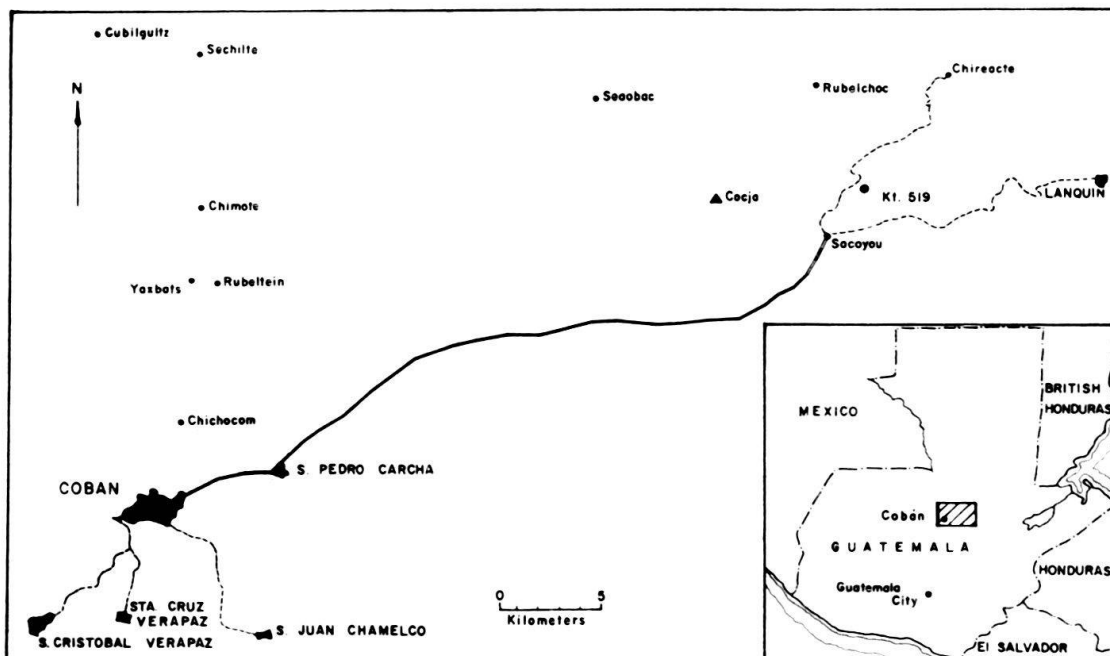 Cubilguitz
Sechilte
N
Seaobac
Rubelchoc
Chireacte
Chimote
Cocja
Kf. 519
LANQUIN
Sacoyou
Yaxbats
Rubeltein
Chichocom
S. PEDRO CARCHA
COBAN
STA. CRUZ
VERAPAZ
S. CRISTOBAL VERAPAZ
S. JUAN CHAMELCO
0 5
Kilometers
MEXICO
BRITISH
HONDURAS
Cobán
GUATEMALA
HONDURAS
Guatemala
City
El SALVADOR